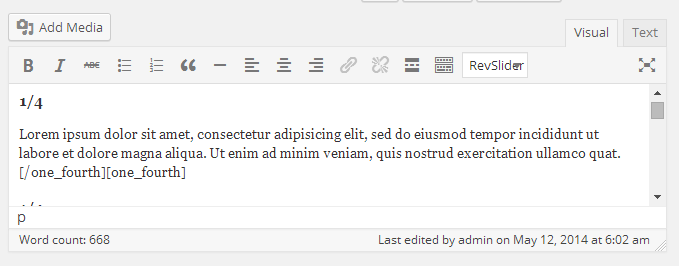 Add Media
Visual Text
B I ABC RevSlider
1/4
Lorem ipsum dolor sit amet, consectetur adipisicing elit, sed do eiusmod tempor incididunt ut
labore et dolore magna aliqua. Ut enim ad minim veniam, quis nostrud exercitation ullamco quat.
[/one_fourth][one_fourth]
p
Word count: 668 Last edited by admin on May 12, 2014 at 6:02 am